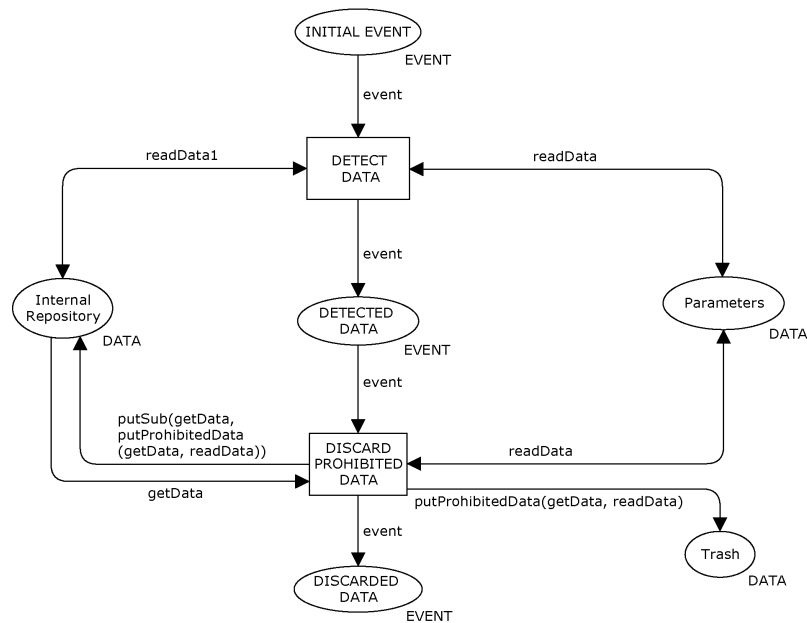 INITIAL EVENT
EVENT
event
readData1
DETECT
DATA
readData
event
Internal
Repository
DATA
DETECTED
DATA
EVENT
Parameters
DATA
event
putSub(getData,
putProhibitedData
(getData, readData))
DISCARD
PROHIBITED
DATA
readData
getData
putProhibitedData(getData, readData)
event
Trash
DATA
DISCARDED
DATA
EVENT